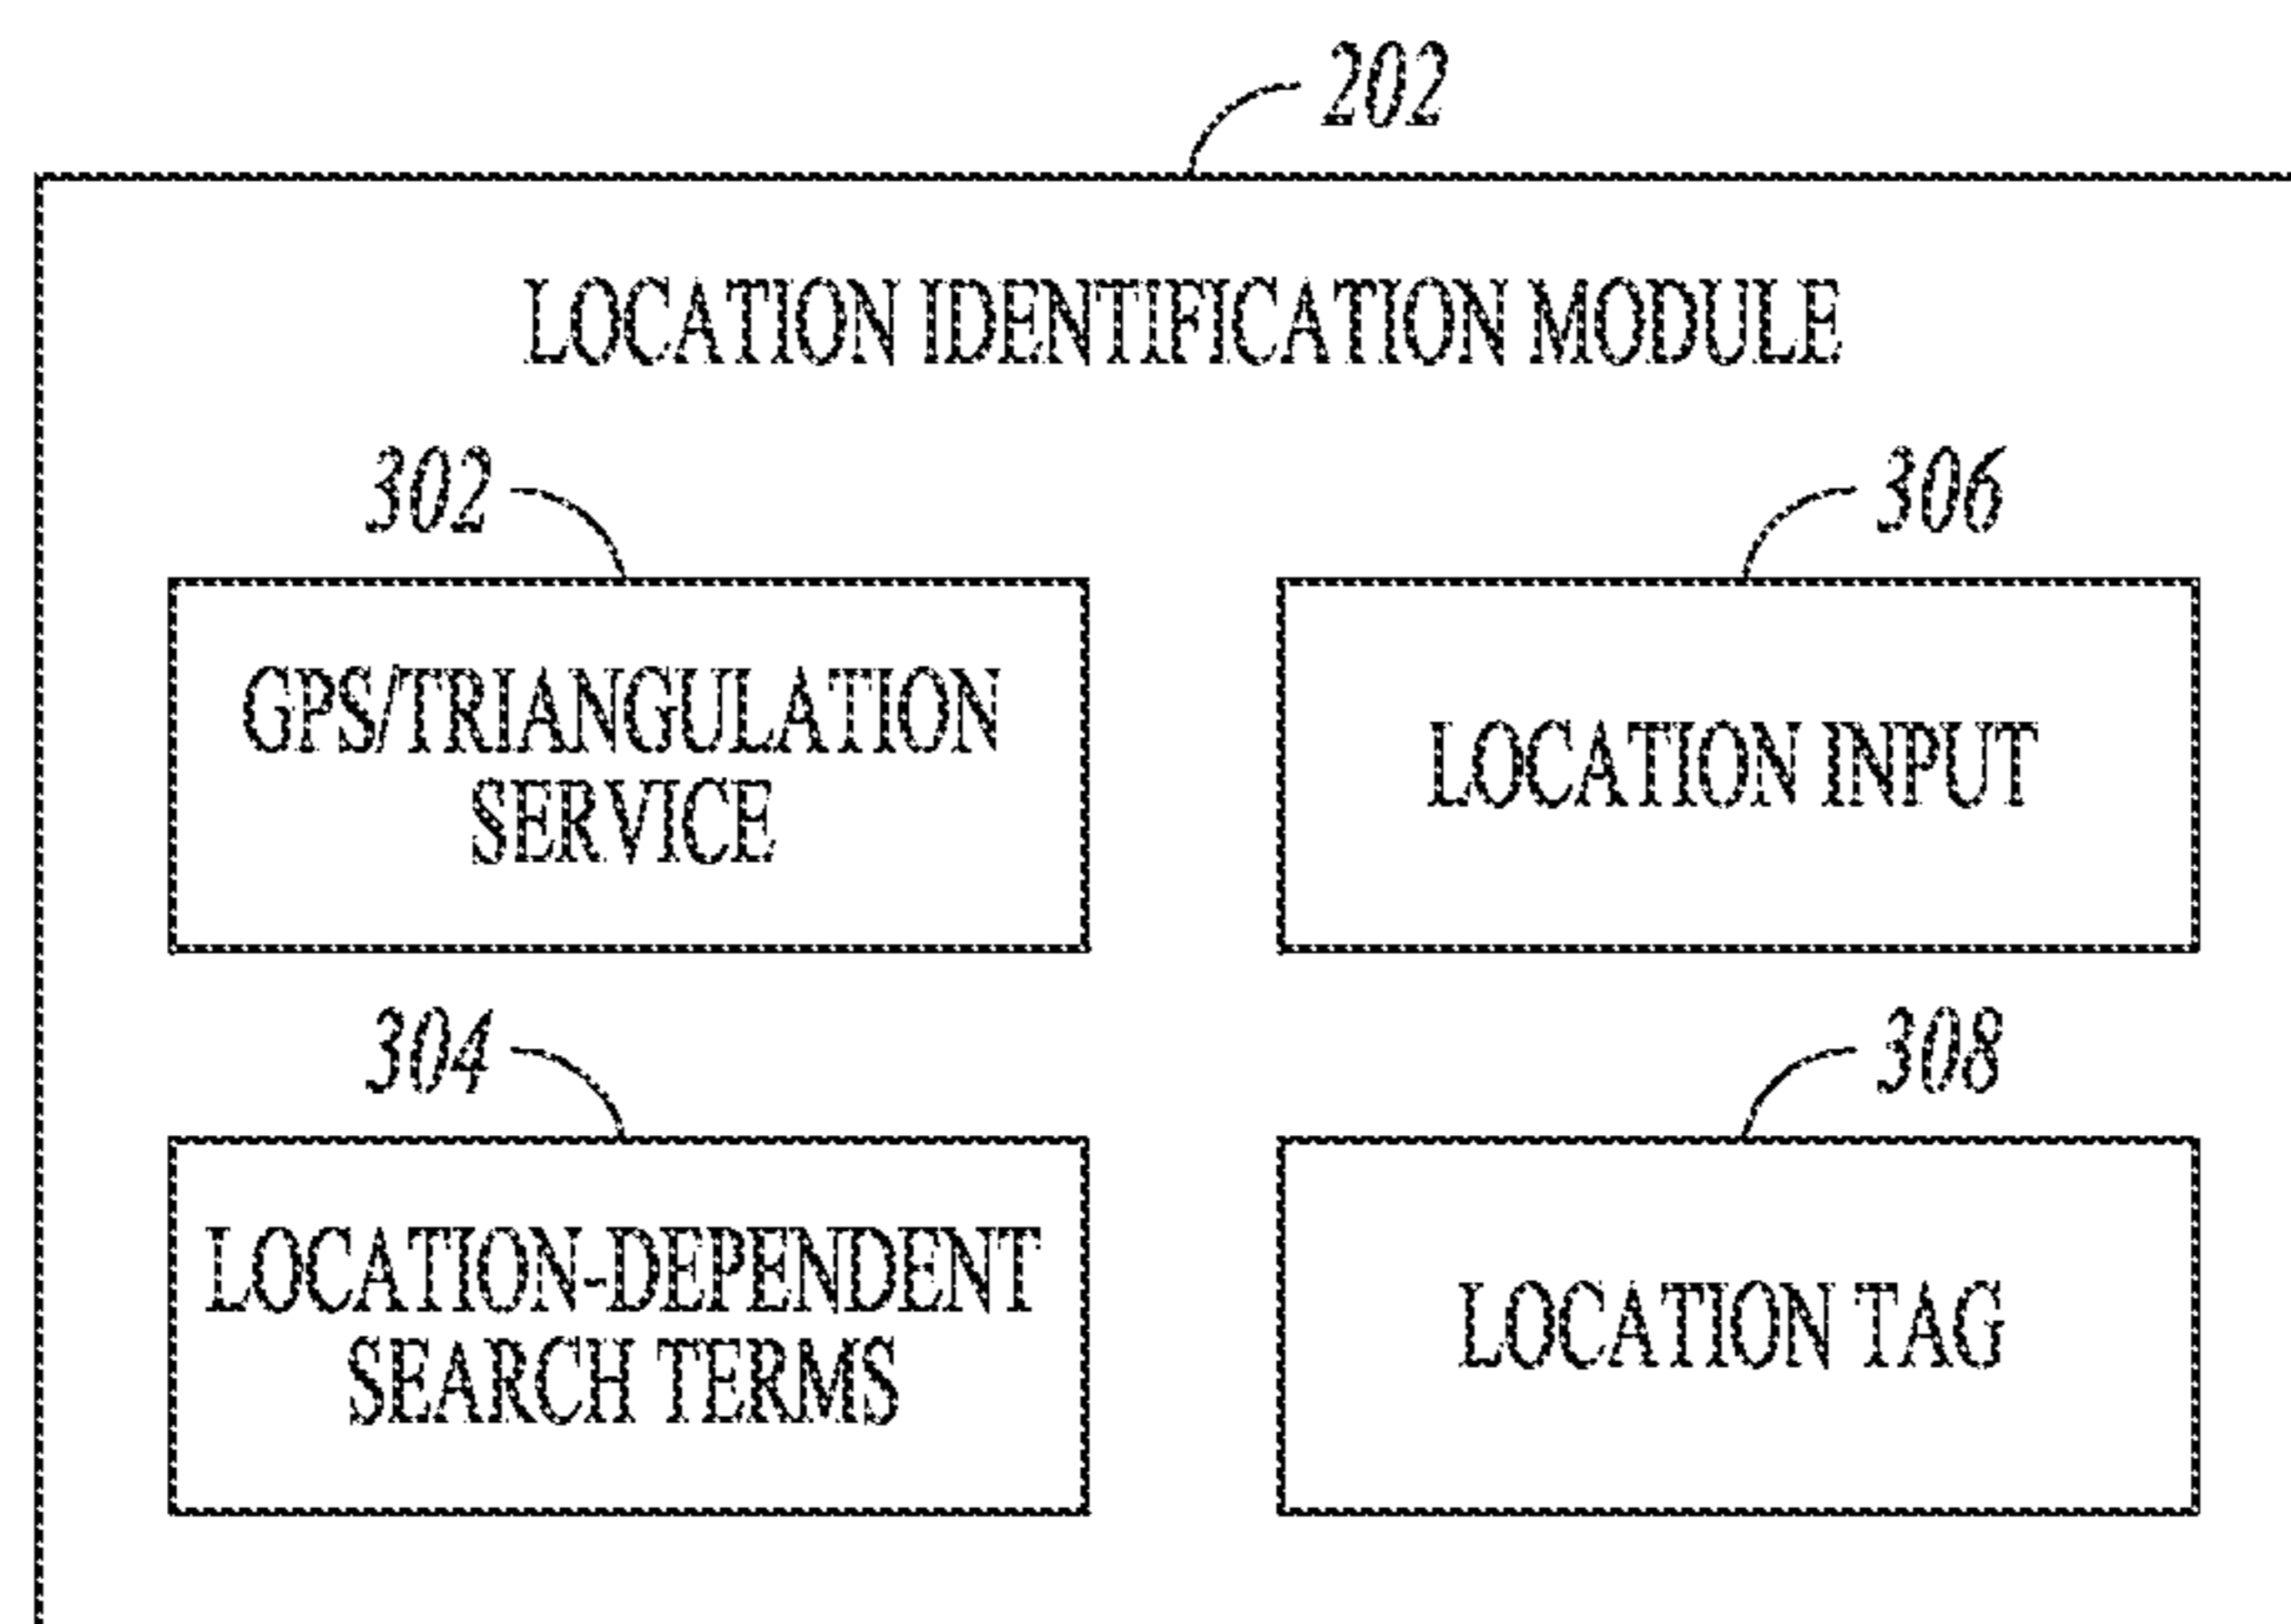 202
LOCATION IDENTIFICATION MODULE
302
306
GPS/TRIANGULATION
SERVICE
LOCATION INPUT
304
308
LOCATION-DEPENDENT
SEARCH TERMS
LOCATION TAG